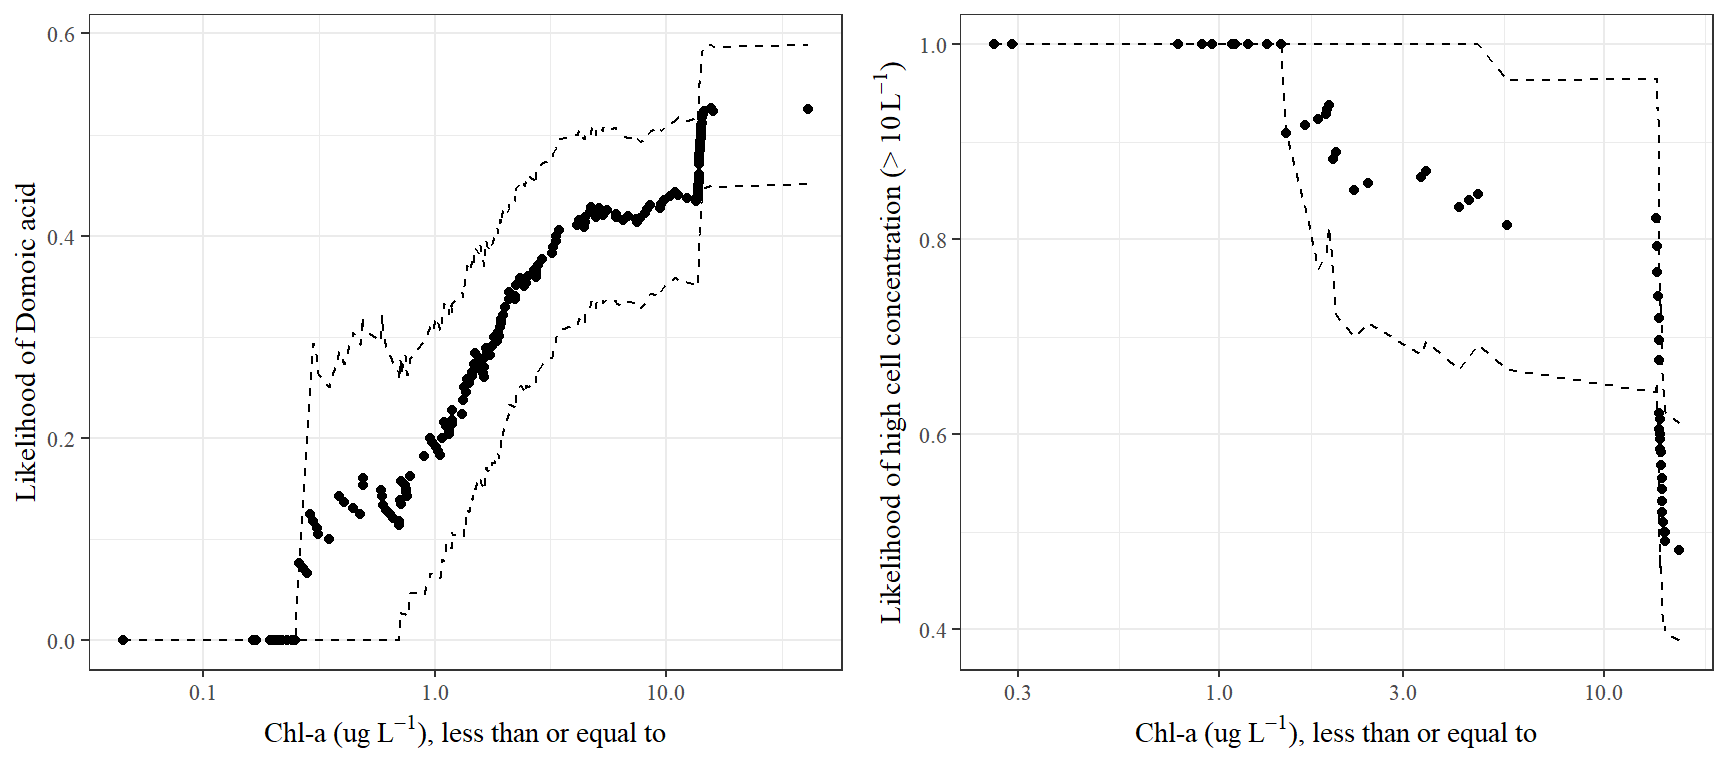 Likelihood of Domoic acid
0.6
0.4
0.2
0.0
0.1 1.0 10.0
Chl-a (ug L⁻¹), less than or equal to
Likelihood of high cell concentration (> 10 L⁻¹)
1.0
0.8
0.6
0.4
0.3 1.0 3.0 10.0
Chl-a (ug L⁻¹), less than or equal to